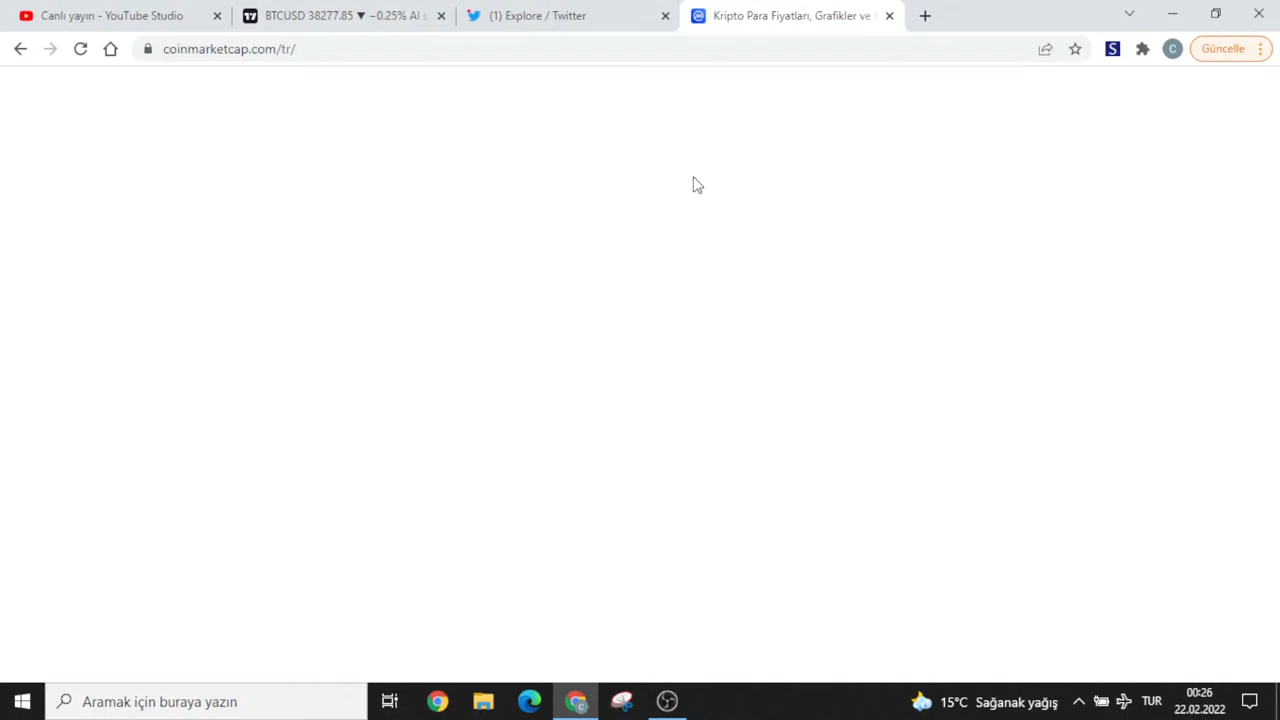 Canlı yayın - YouTube Studio
BTCUSD 38277.85 ▼ −0.25% Al
(1) Explore / Twitter
Kripto Para Fiyatları, Grafikler ve
coinmarketcap.com/tr/
S
C
Güncelle
Aramak için buraya yazın
15°C Sağanak yağış
TUR
00:26
22.02.2022